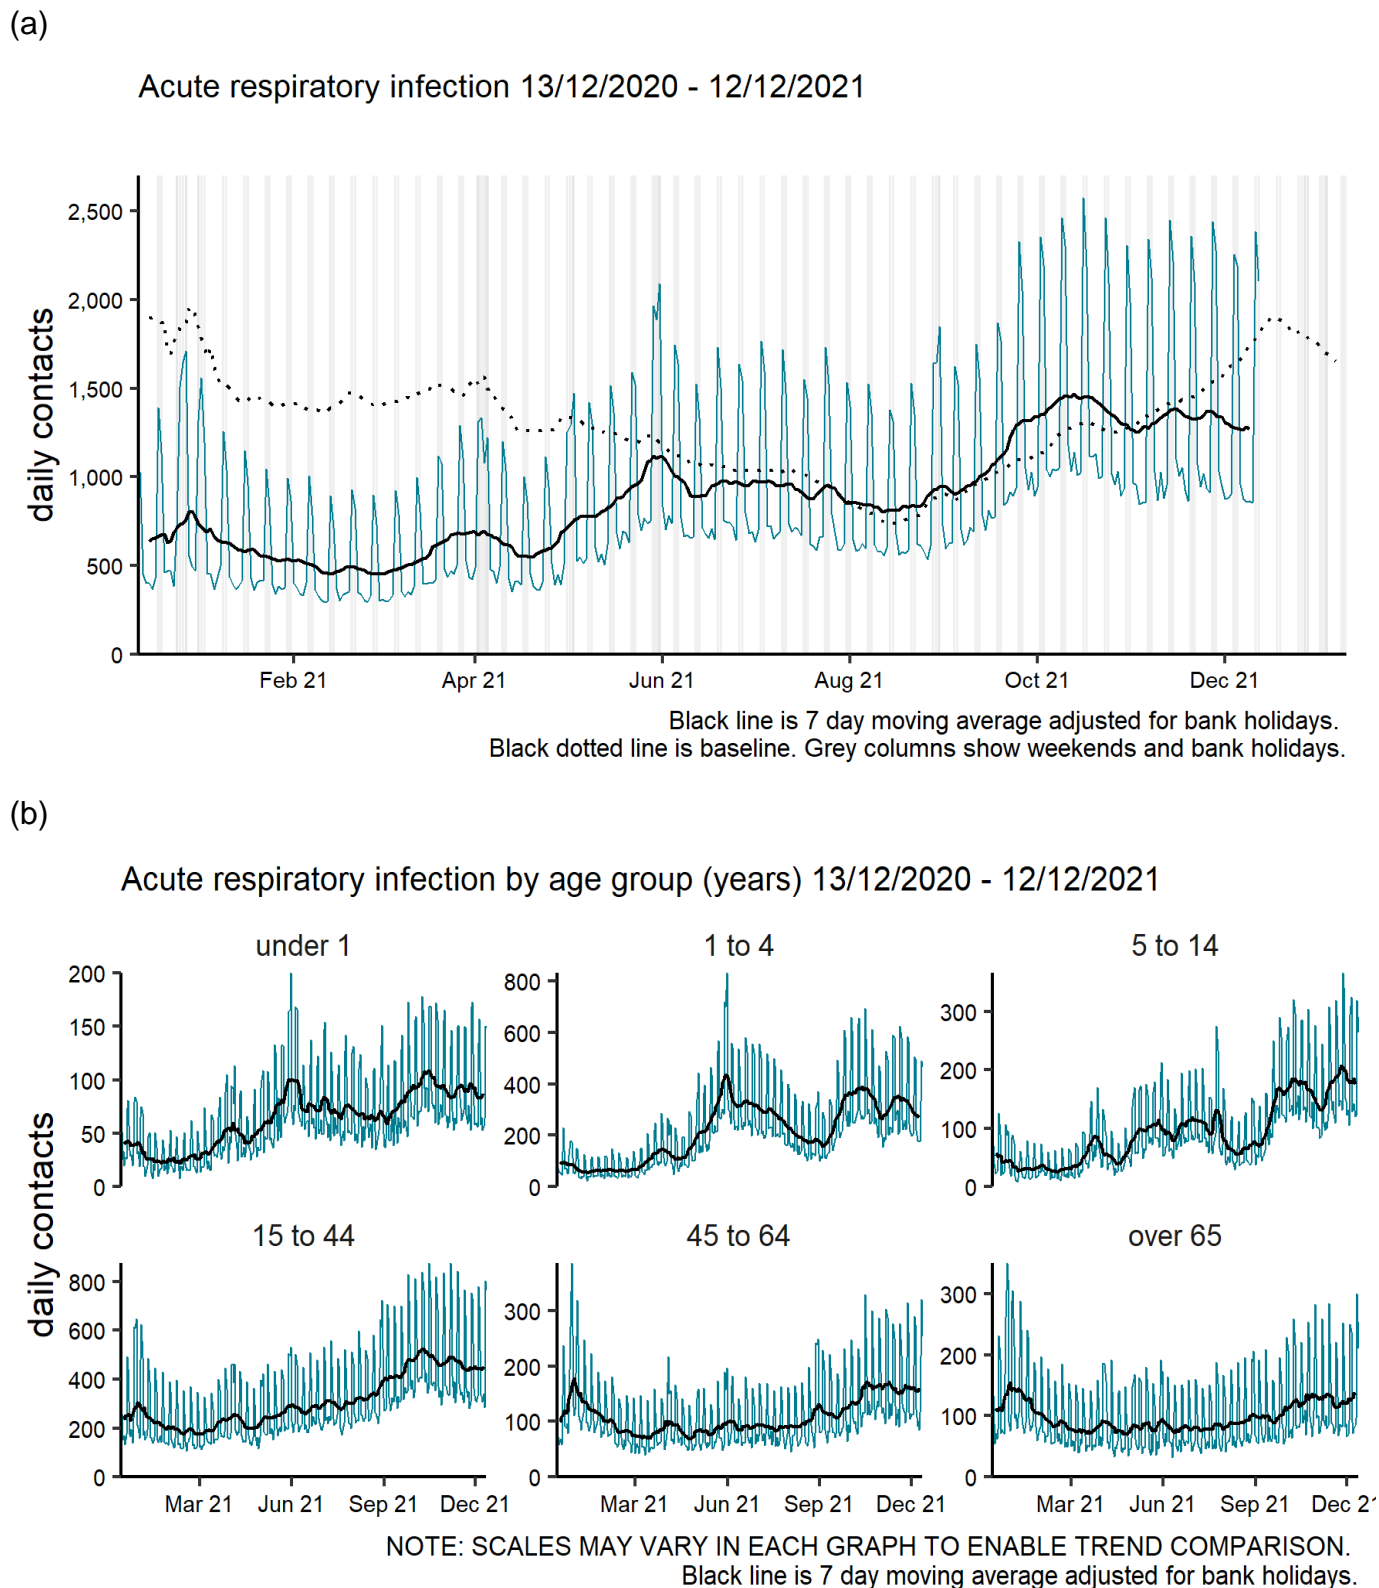 (a)
Acute respiratory infection 13/12/2020 - 12/12/2021
daily contacts
2,500
2,000
1,500
1,000
500
0
Feb 21 Apr 21 Jun 21 Aug 21 Oct 21 Dec 21
Black line is 7 day moving average adjusted for bank holidays.
Black dotted line is baseline. Grey columns show weekends and bank holidays.
(b)
Acute respiratory infection by age group (years) 13/12/2020 - 12/12/2021
daily contacts daily contacts
under 1
200
150
100
50
0
1 to 4
800
600
400
200
0
5 to 14
300
200
100
0
15 to 44
800
600
400
200
0
Mar 21 Jun 21 Sep 21 Dec 21
45 to 64
300
200
100
0
Mar 21 Jun 21 Sep 21 Dec 21
over 65
300
200
100
0
Mar 21 Jun 21 Sep 21 Dec 21
NOTE: SCALES MAY VARY IN EACH GRAPH TO ENABLE TREND COMPARISON.
Black line is 7 day moving average adjusted for bank holidays.